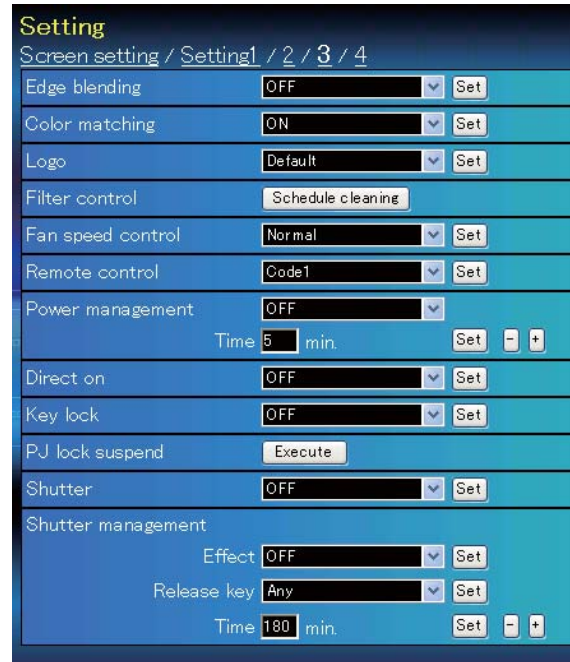 Setting
Screen setting / Setting1 / 2 / 3 / 4
Edge blending OFF Set
Color matching ON Set
Logo Default Set
Filter control Schedule cleaning
Fan speed control Normal Set
Remote control Code1 Set
Power management OFF
Time 5 min. Set - +
Direct on OFF Set
Key lock OFF Set
PJ lock suspend Execute
Shutter OFF Set
Shutter management
Effect OFF Set
Release key Any Set
Time 180 min. Set - +